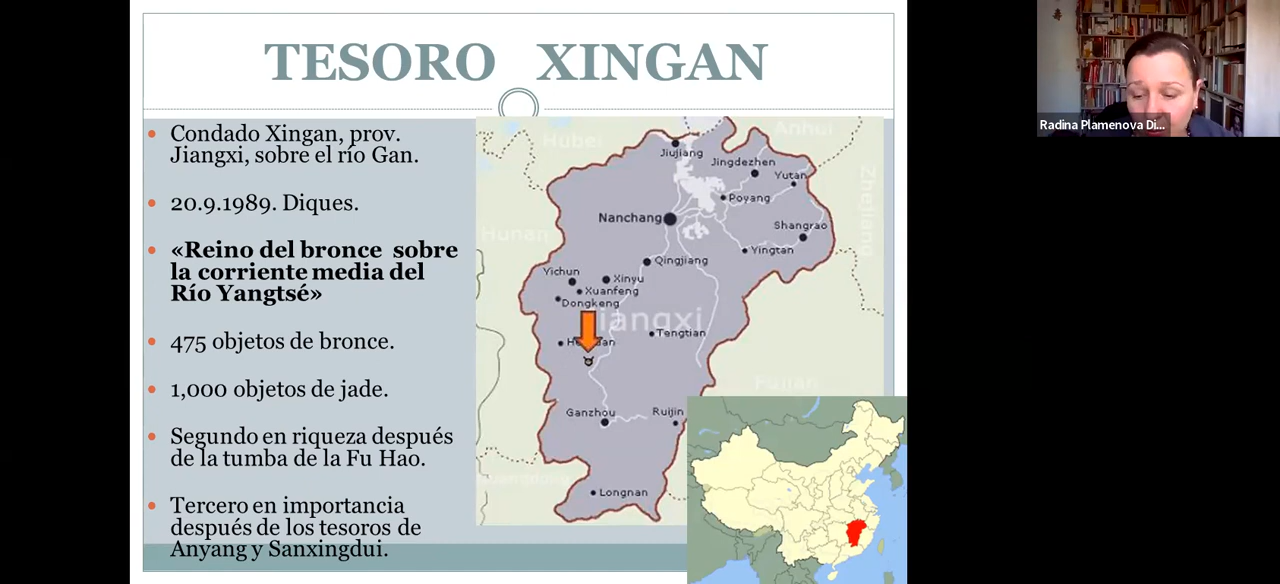 TESORO XINGAN
• Condado Xingan, prov.
Jiangxi, sobre el río Gan.
• 20.9.1989. Diques.
• «Reino del bronce sobre
la corriente media del
Río Yangtsé»
• 475 objetos de bronce.
• 1,000 objetos de jade.
• Segundo en riqueza después
de la tumba de la Fu Hao.
• Tercero en importancia
después de los tesoros de
Anyang y Sanxingdui.
Hubei
Anhui
Jiujiang
Jingdezhen
Yutan
Poyang
Zhejiang
Nanchang
Shangrao
Hunan
Yingtan
Qingjiang
Yichun
Xinyu
Xuanfeng
Dongkeng
Jiangxi
Tengtian
Fujian
Ganzhou
Ruijin
Longnan
Radina Plamenova Di...